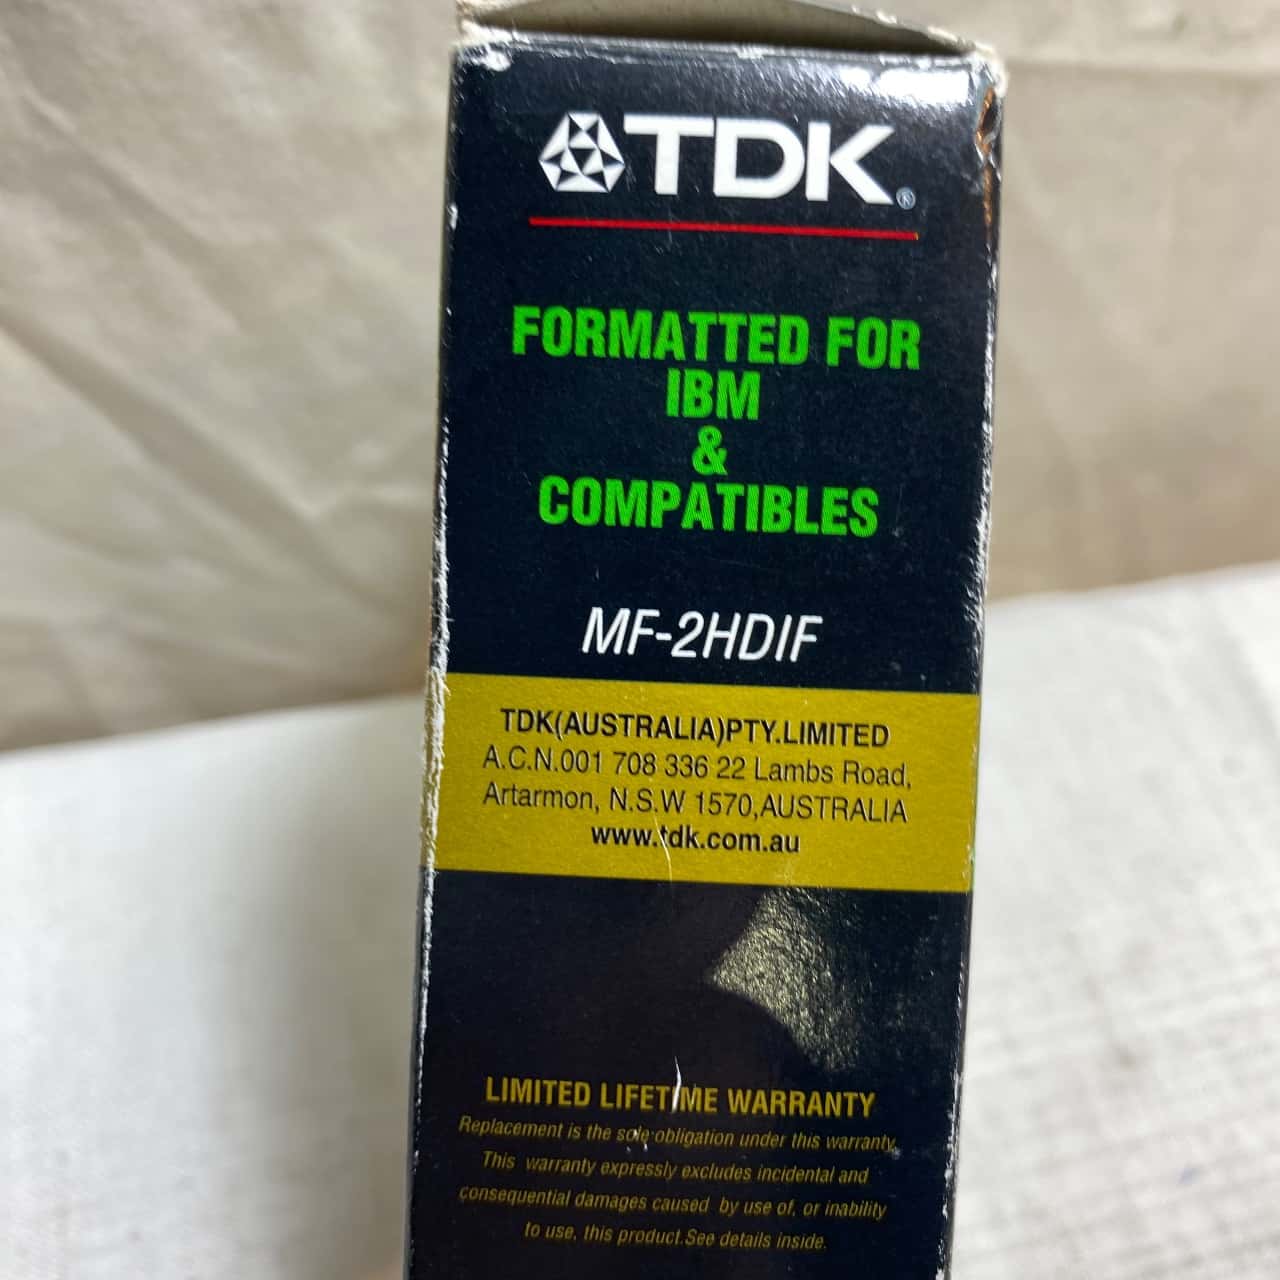 TDK®
FORMATTED FOR
IBM
&
COMPATIBLES
MF-2HDIF
TDK(AUSTRALIA)PTY.LIMITED
A.C.N.001 708 336 22 Lambs Road,
Artarmon, N.S.W 1570,AUSTRALIA
www.tdk.com.au
LIMITED LIFETIME WARRANTY
Replacement is the sole obligation under this warranty.
This warranty expressly excludes incidental and
consequential damages caused by use of, or inability
to use, this product.See details inside.